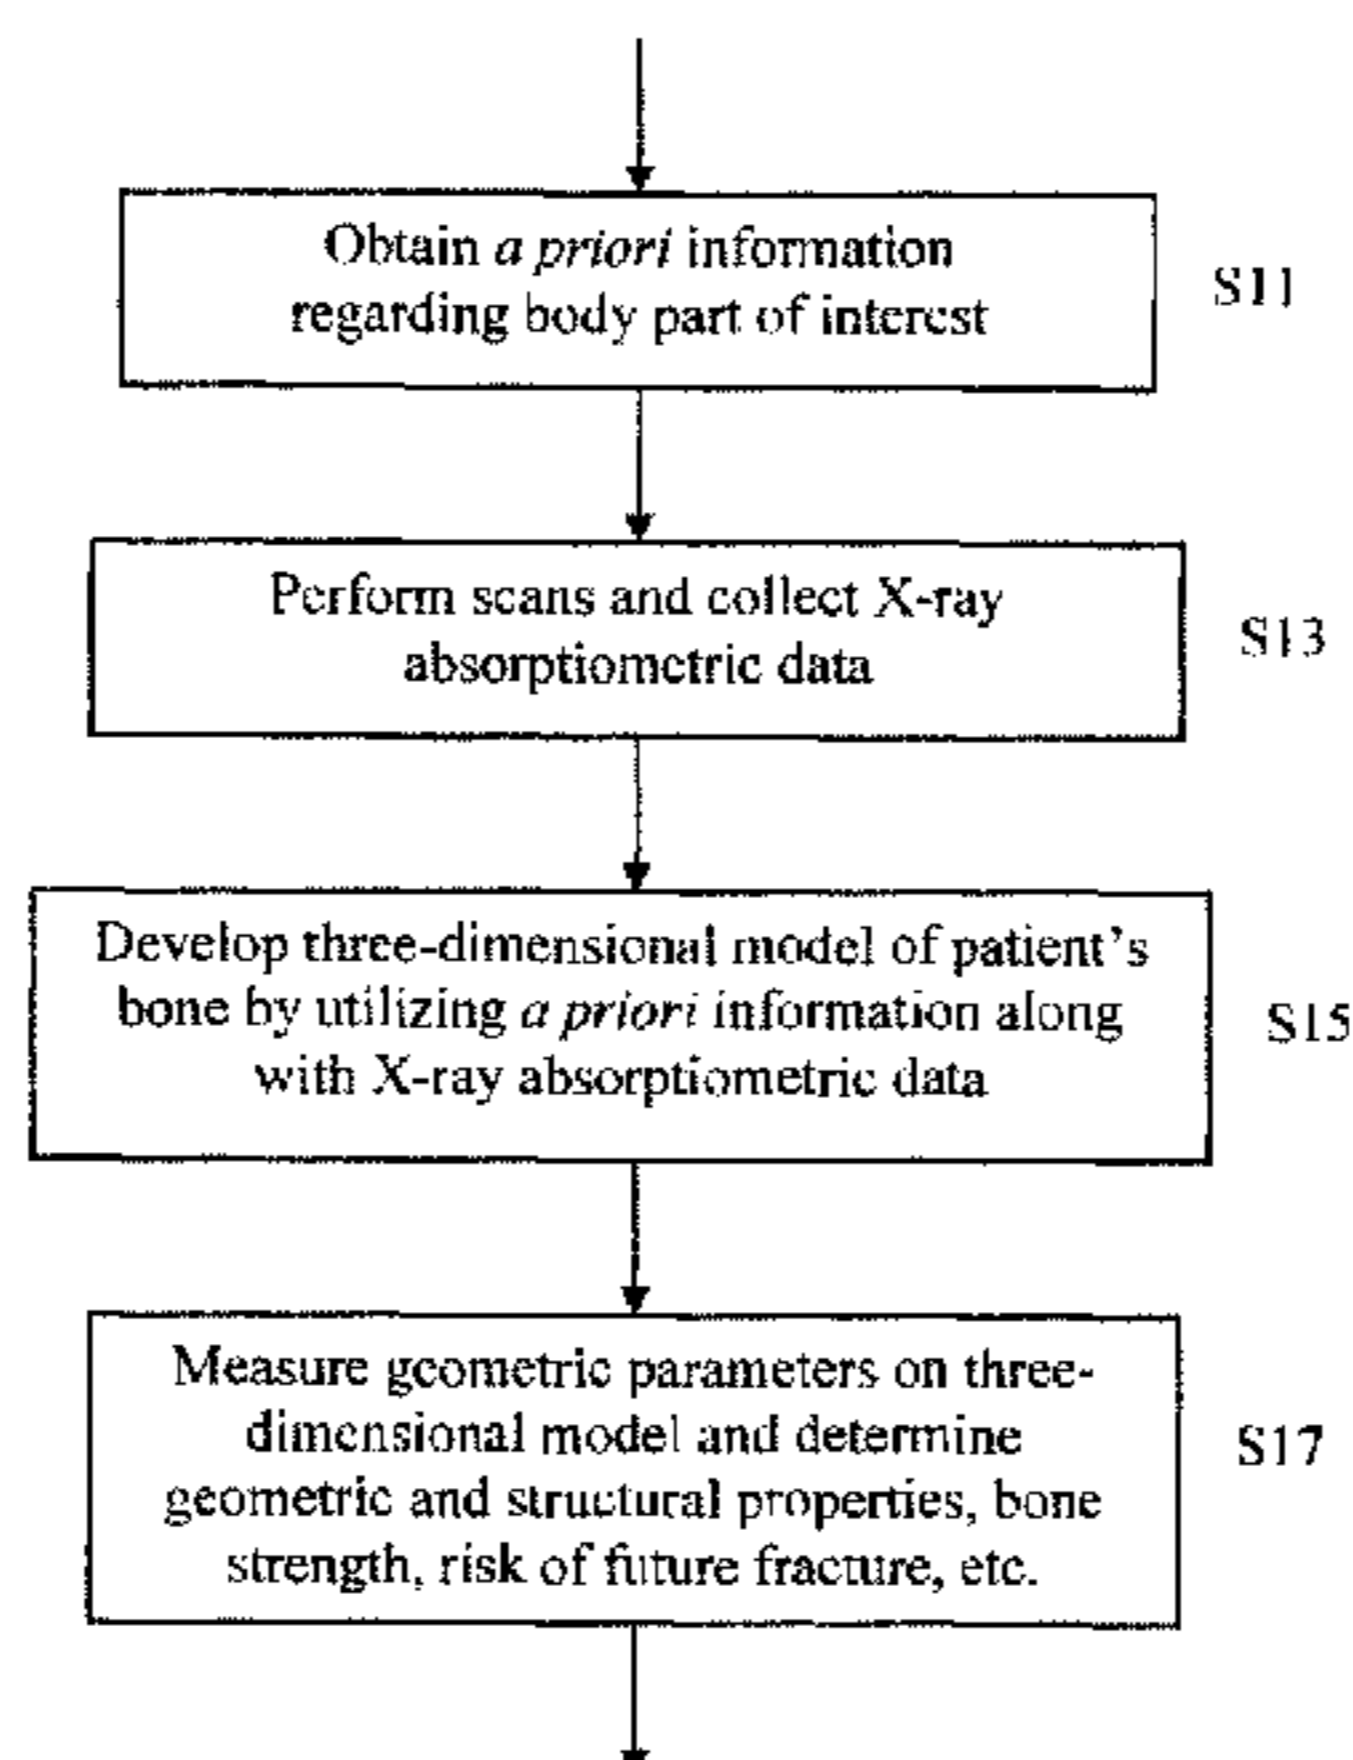 Obtain a priori information
regarding body part of interest
S11
Perform scans and collect X-ray
absorptiometric data
S13
Develop three-dimensional model of patient's
bone by utilizing a priori information along
with X-ray absorptiometric data
S15
Measure geometric parameters on three-
dimensional model and determine
geometric and structural properties, bone
strength, risk of future fracture, etc.
S17